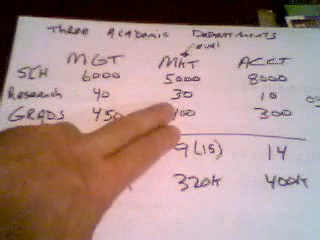 THREE ACADEMIC DEPARTMENTS
MGT MKT ACCT
SCH 6000 5000 8000
Research 40 30 10
GRADS 450 100 300
9 (15) 14
320k 400k